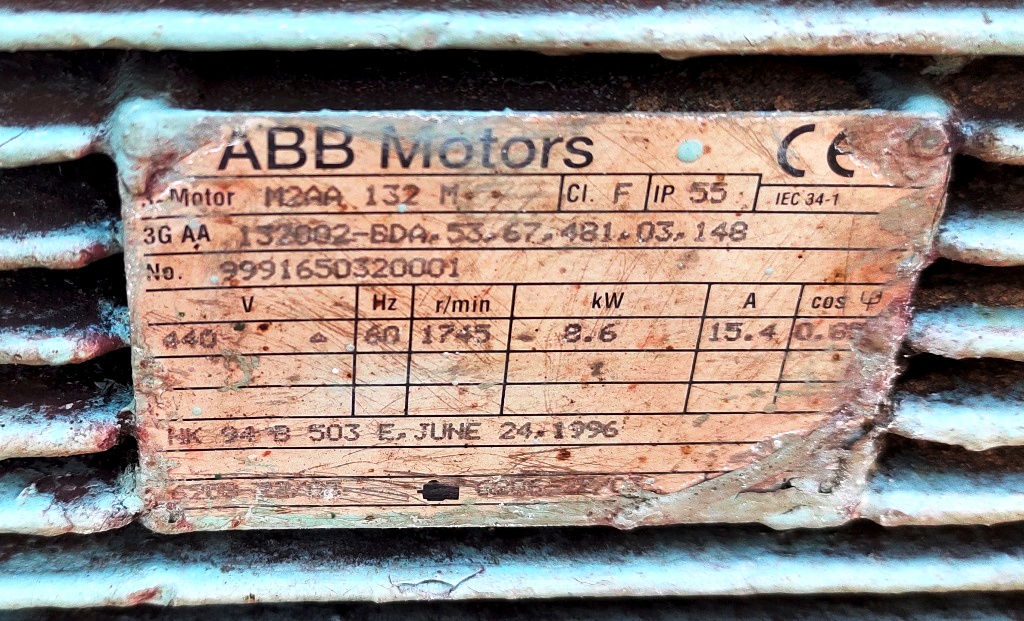 ABB Motors CE
Motor M2AA 132 M Cl. F IP 55 IEC 34-1
3G AA 132002-BDA.53.67.481.03.148
No. 9991650320001
V Hz r/min kW A cos φ
440 △ 60 1745 8.6 15.4
HK 94 B 503 E.JUNE 24.1996